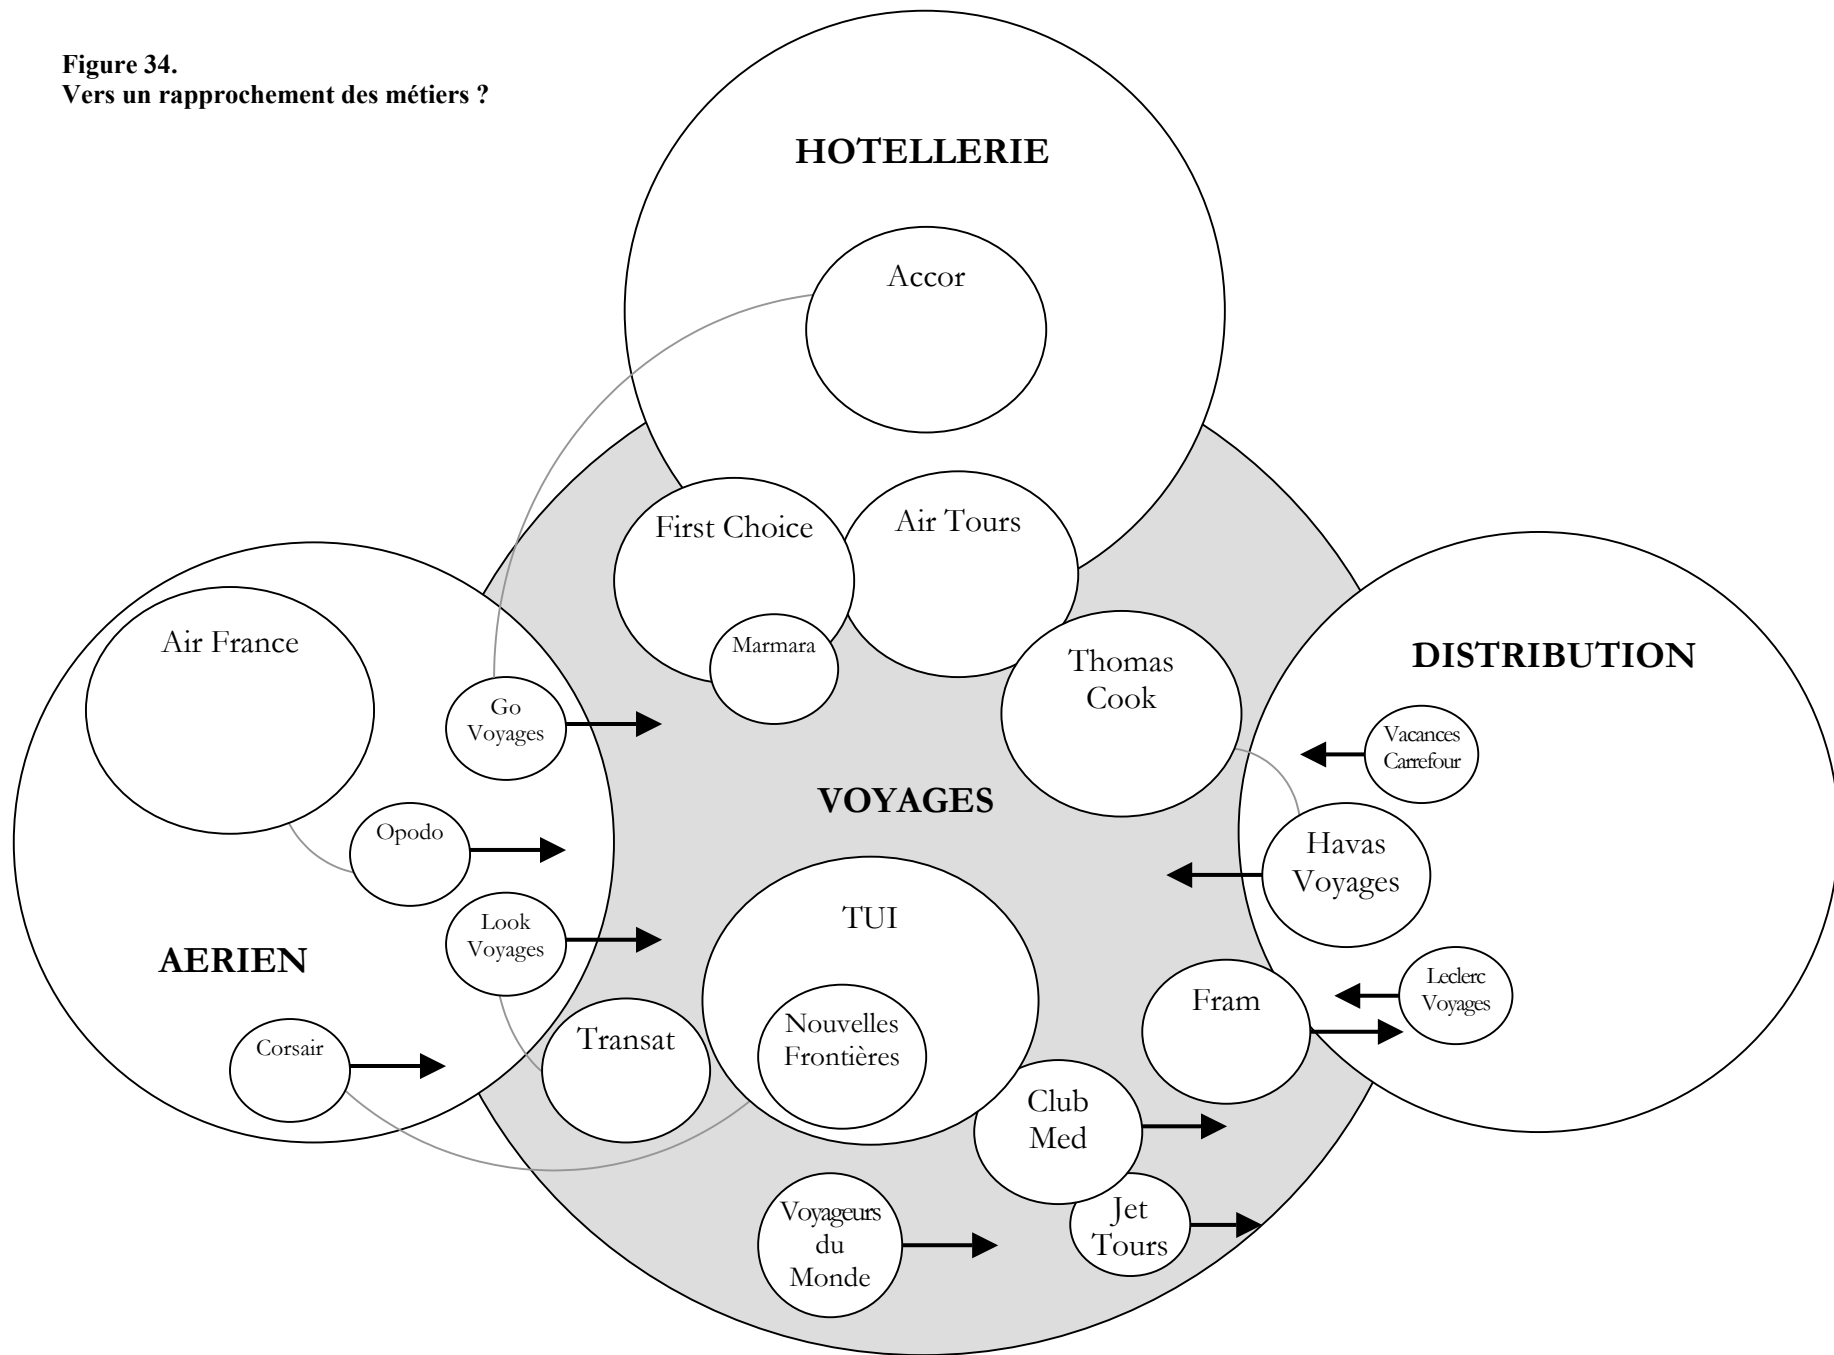 Figure 34.
Vers un rapprochement des métiers ?
HOTELLERIE
Accor
First Choice
Air Tours
Marmara
Thomas
Cook
Air France
Go
Voyages
Opodo
Look
Voyages
AERIEN
Corsair
Transat
VOYAGES
TUI
Nouvelles
Frontières
Club
Med
Jet
Tours
Voyageurs
du
Monde
Fram
DISTRIBUTION
Vacances
Carrefour
Havas
Voyages
Leclerc
Voyages